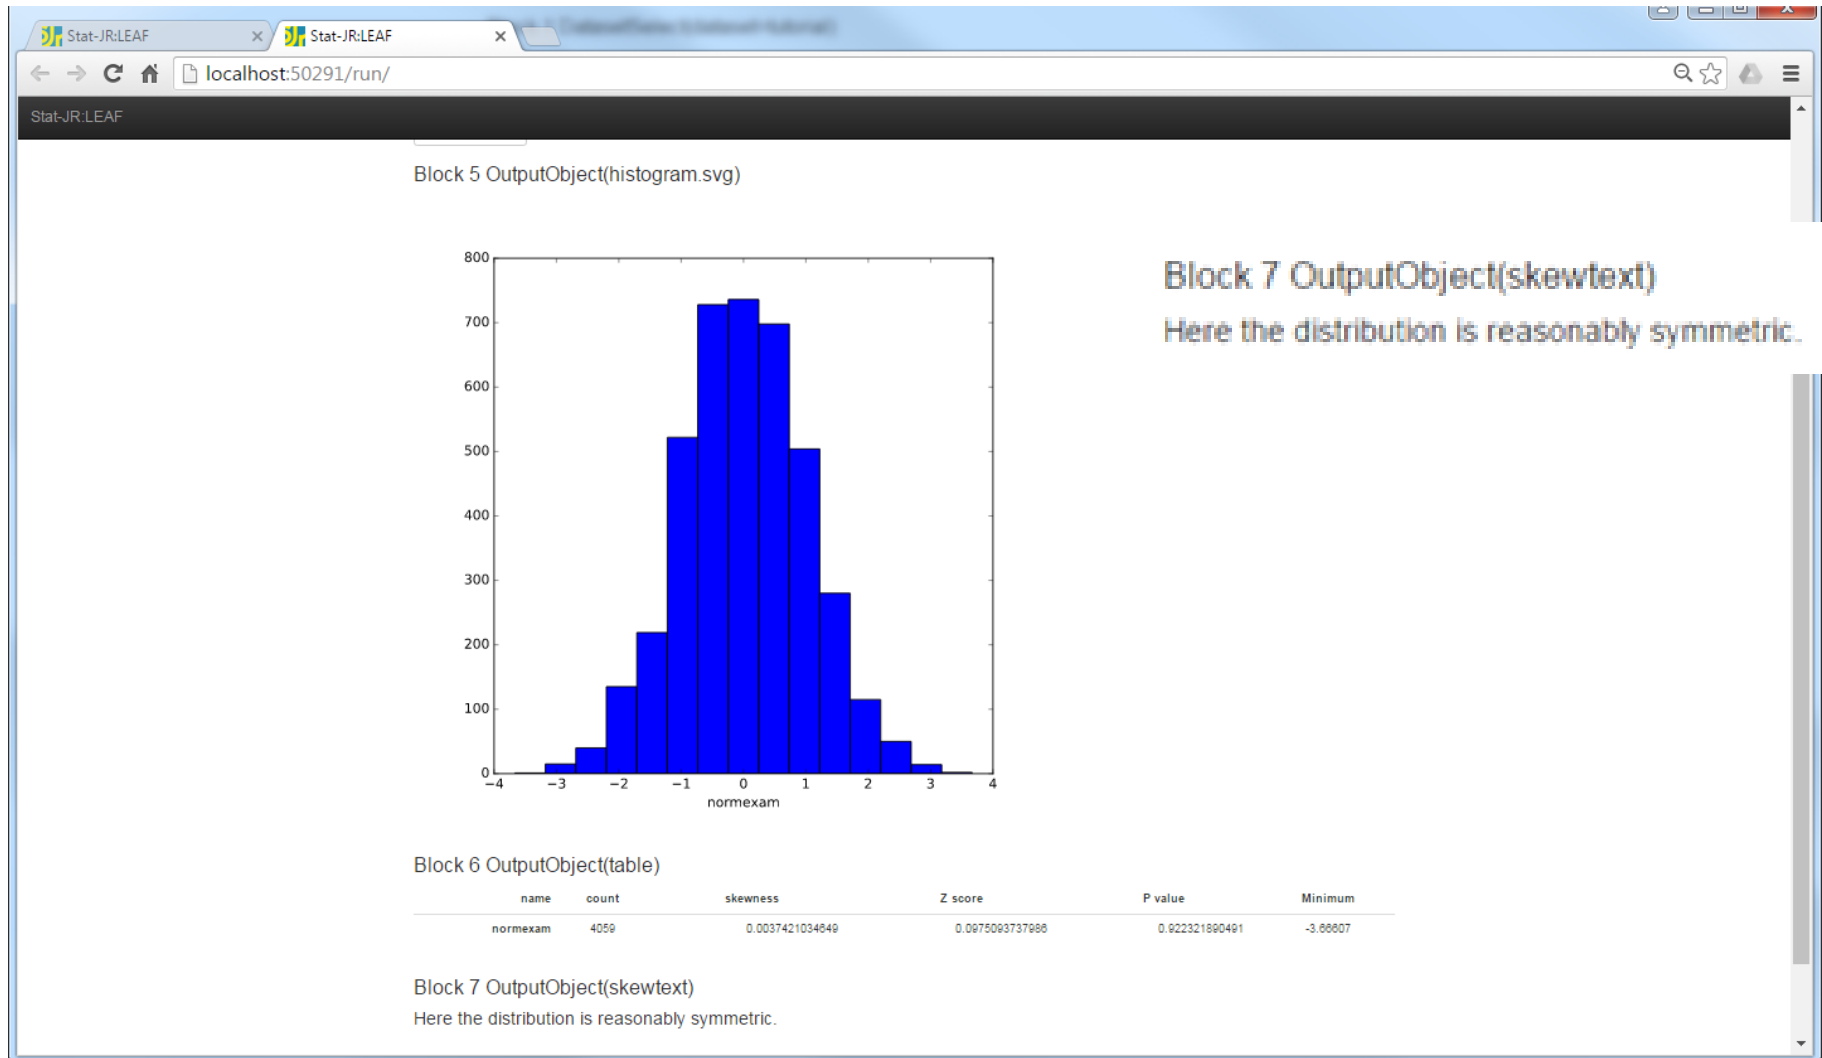 Stat-JR:LEAF
Stat-JR:LEAF
localhost:50291/run/
Stat-JR:LEAF
Block 5 OutputObject(histogram.svg)
800
700
600
500
400
300
200
100
0
−4 −3 −2 −1 0 1 2 3 4
normexam
Block 7 OutputObject(skewtext)
Here the distribution is reasonably symmetric.
Block 6 OutputObject(table)
name count skewness Z score P value Minimum
normexam 4059 0.0037421034649 0.0975093737986 0.922321890491 -3.66607
Block 7 OutputObject(skewtext)
Here the distribution is reasonably symmetric.